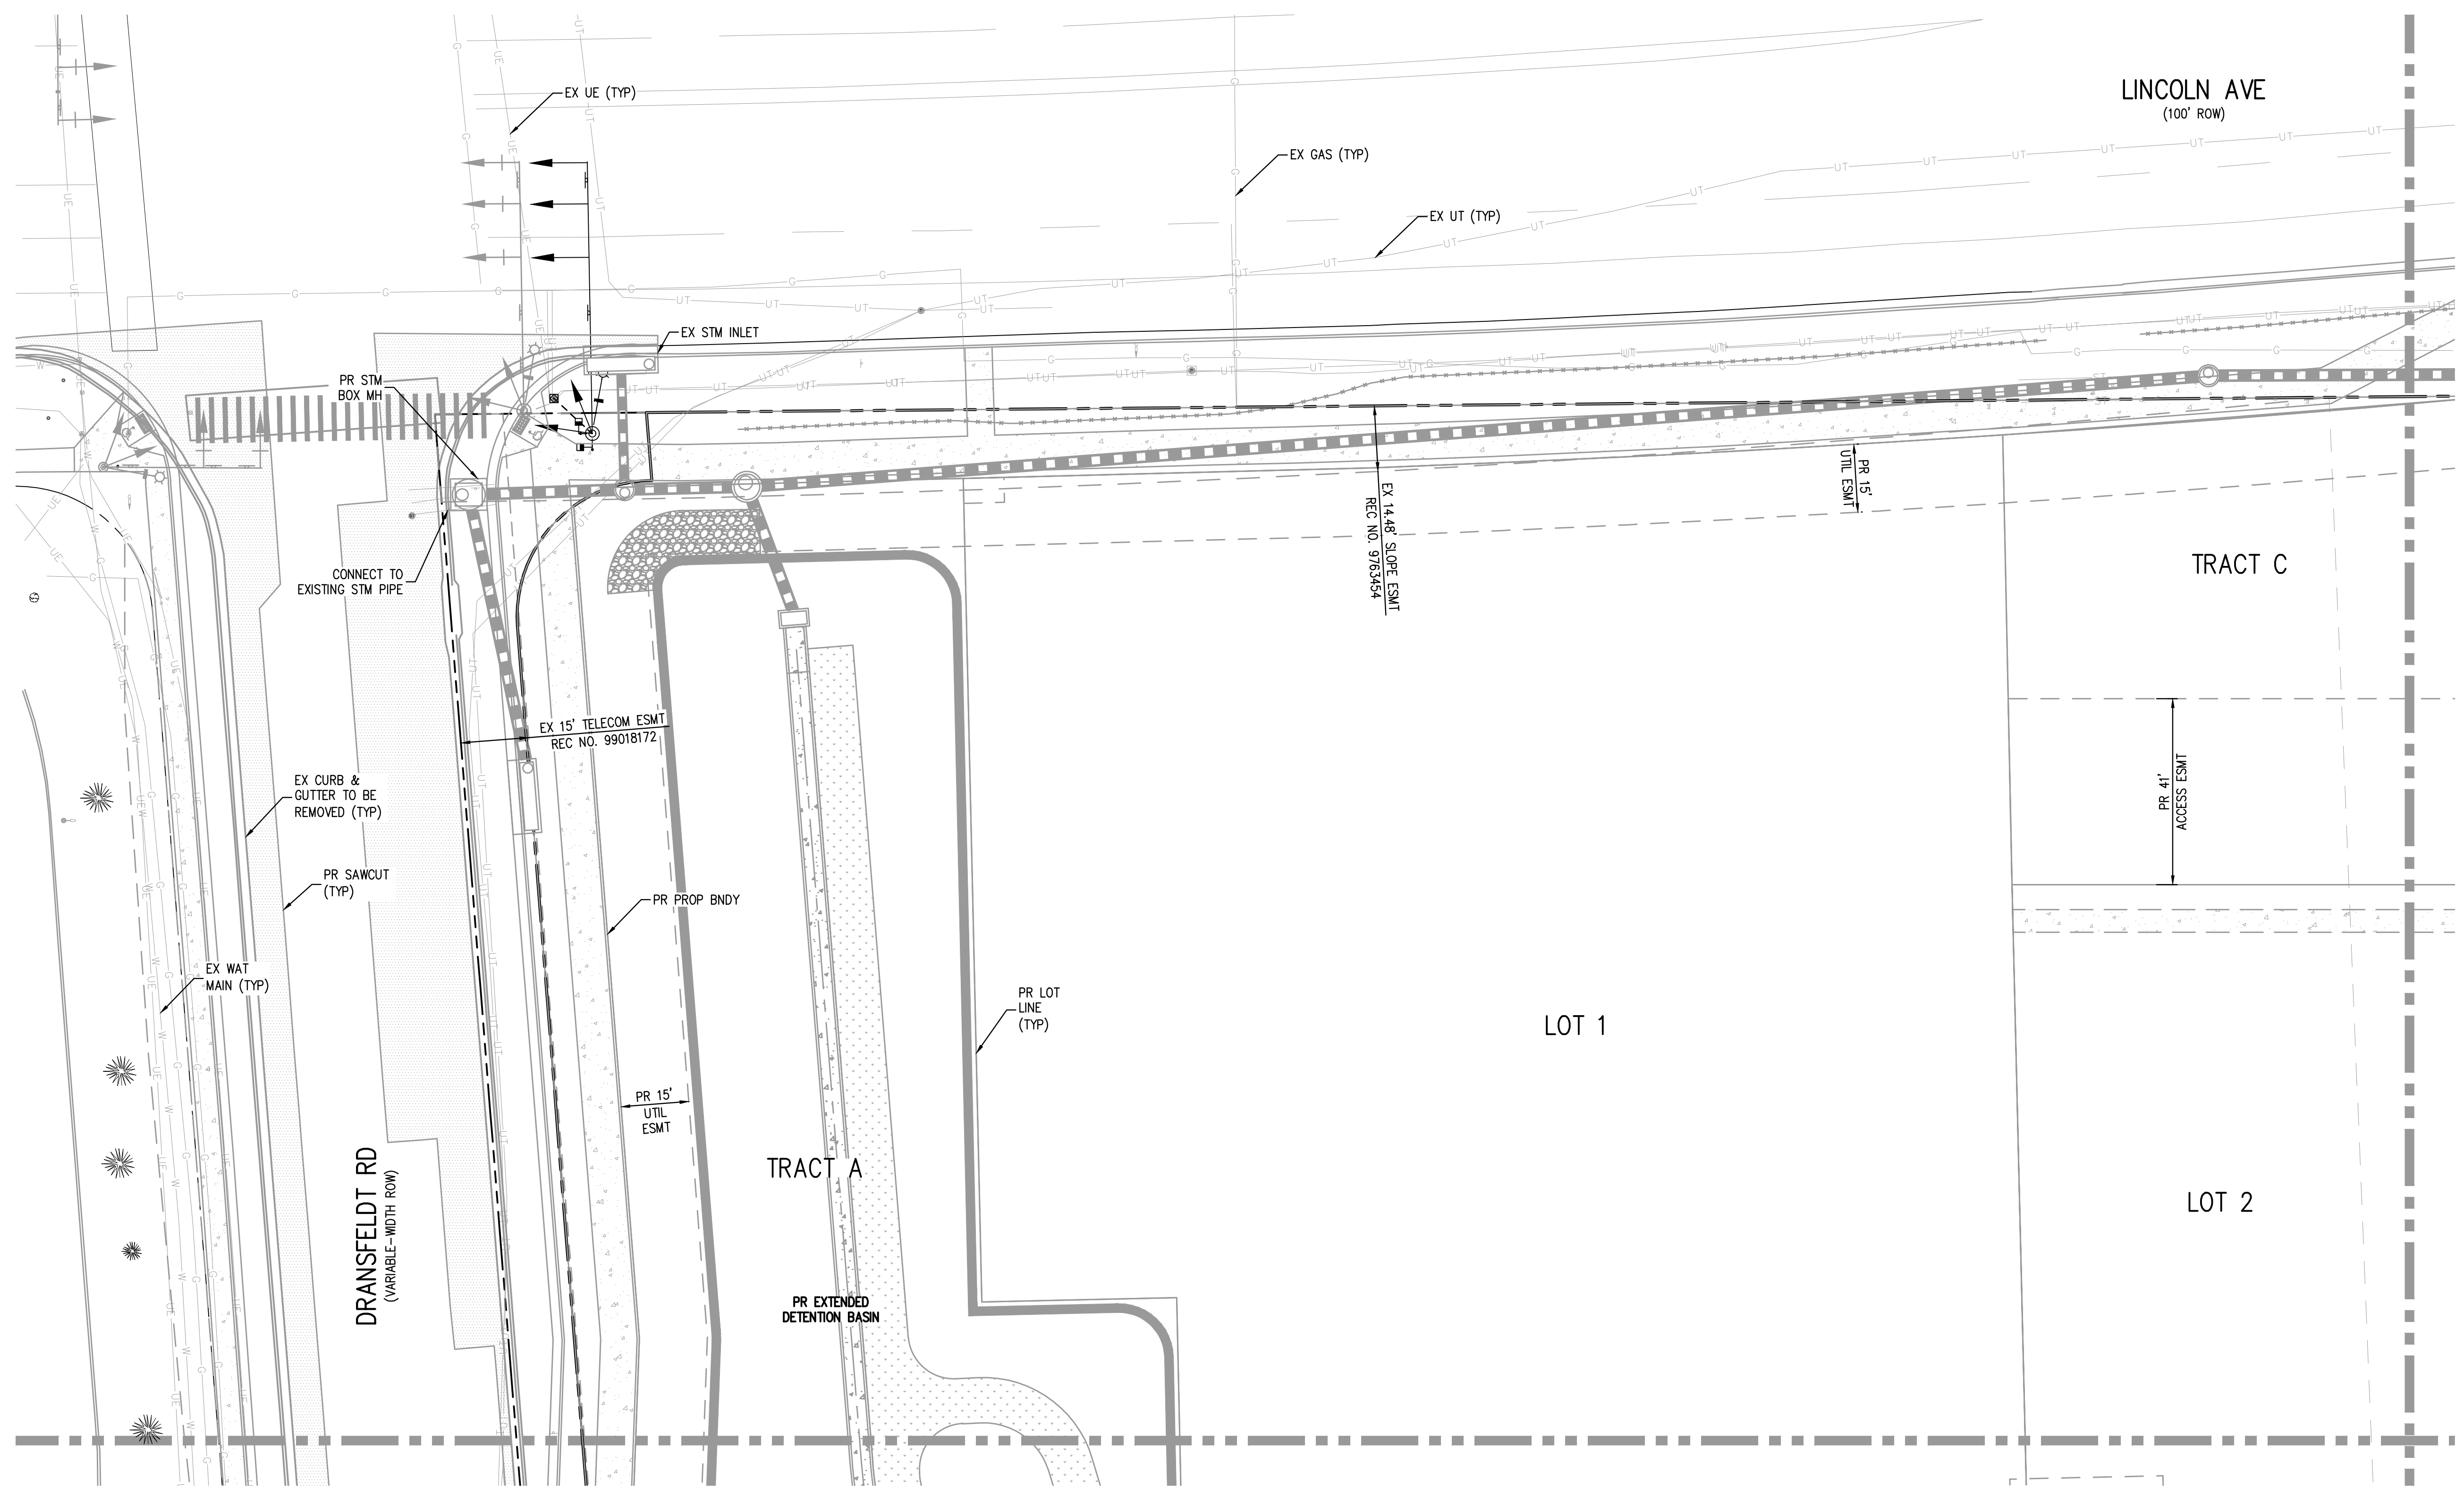 LINCOLN AVE
(100' ROW)
EX UE (TYP)
EX GAS (TYP)
EX UT (TYP)
EX STM INLET
PR STM
BOX MH
CONNECT TO
EXISTING STM PIPE
EX 14.48' SLOPE ESMT
REC NO. 9763454
PR 15'
UTIL ESMT
TRACT C
EX 15' TELECOM ESMT
REC NO. 99018172
PR 41'
ACCESS ESMT
EX CURB &
GUTTER TO BE
REMOVED (TYP)
PR SAWCUT
(TYP)
PR PROP BNDY
EX WAT
MAIN (TYP)
PR LOT
LINE
(TYP)
LOT 1
PR 15'
UTIL
ESMT
TRACT A
LOT 2
DRANSFELDT RD
(VARIABLE-WIDTH ROW)
PR EXTENDED
DETENTION BASIN